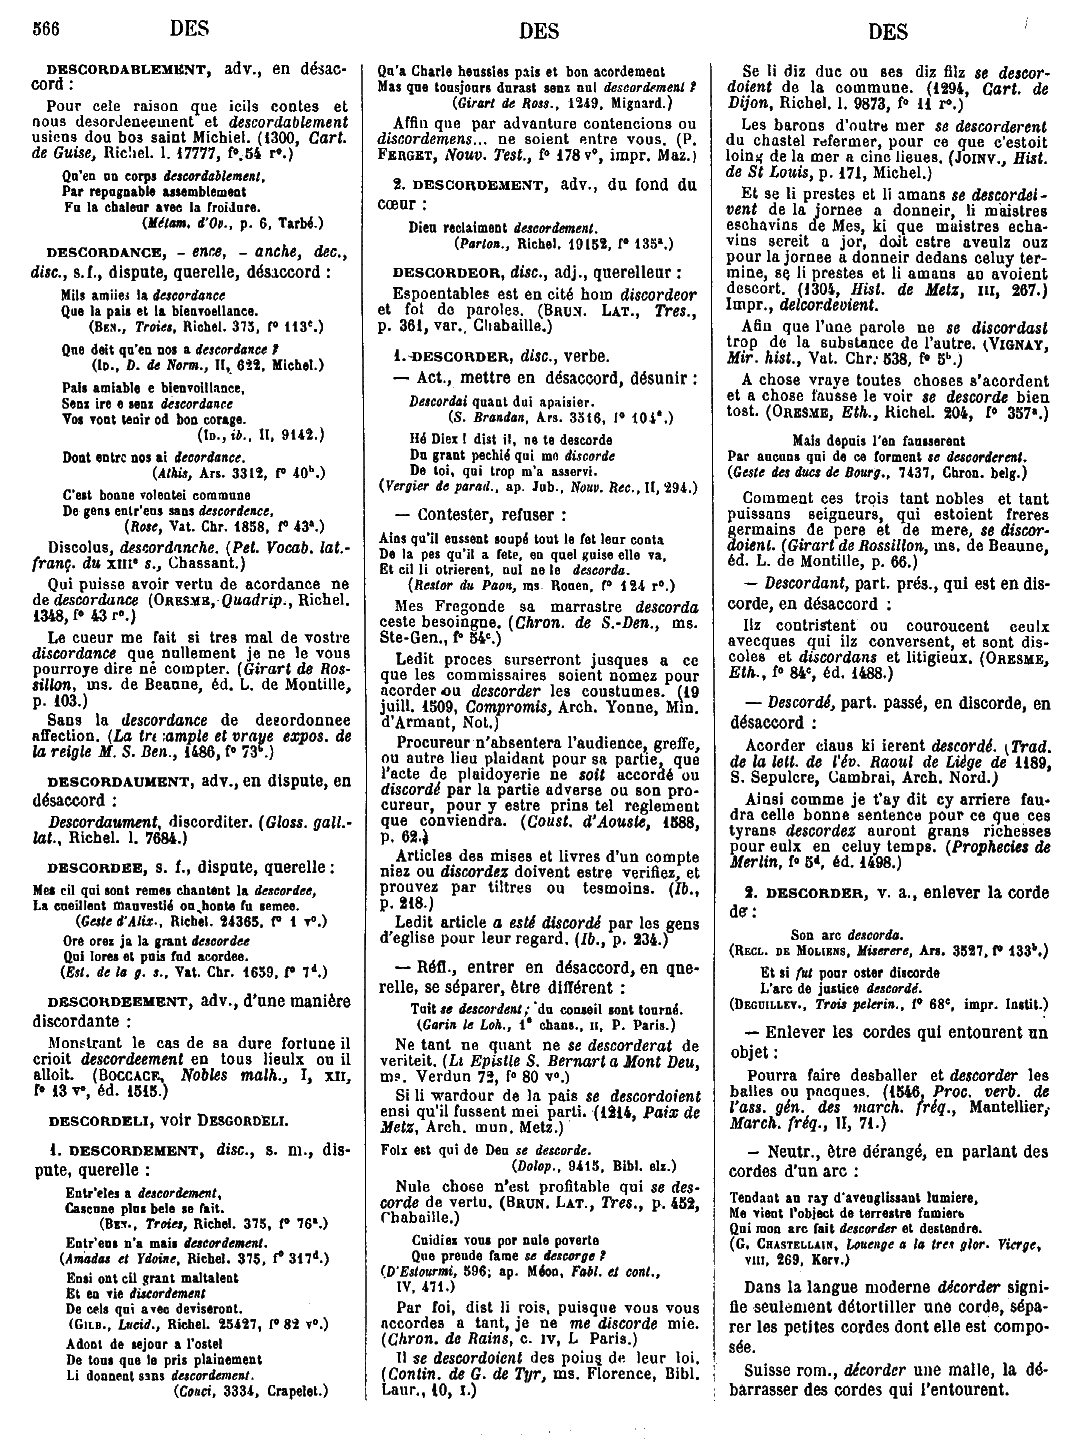 566 DES DES DES
DESCORDABLEMENT, adv., en désac-
cord :
Pour cele raison que icils contes et
nous desordeneement et descordablement
usiens dou bos saint Michiel. (1300, Cart.
de Guise, Richel. l. 17777, f° 54 r°.)
Qu'en un corps descordablement,
Par repugnable assemblement
Fu la chaleur avec la froidure.
(Métam. d'Ov., p. 6, Tarbé.)
DESCORDANCE, - ence, - anche, dec.,
disc., s. f., dispute, querelle, désaccord :
Mils amiies la descordance
Que la pais et la bienvoellance.
(BEN., Troies, Richel. 375, f° 113c.)
Que deit qu'en nos a descordance ?
(ID., D. de Norm., II, 622, Michel.)
Pais amiable e bienvoillance,
Senz ire e senz descordance
Vos vont tenir od bon corage.
(ID., ib., II, 9142.)
Dont entre nos ai decordance.
(Athis, Ars. 3312, f° 40b.)
C'est bonne volentei commune
De gens entr'eus sans descordence,
(Rose, Vat. Chr. 1858, f° 43a.)
Discolus, descordanche. (Pet. Vocab. lat.-
franç. du XIIIe s., Chassant.)
Qui puisse avoir vertu de acordance ne
de descordance (ORESME, Quadrip., Richel.
1348, f° 43 r°.)
Le cueur me fait si tres mal de vostre
discordance que nullement je ne le vous
pourroye dire në compter. (Girart de Ros-
sillon, ms. de Beaune, éd. L. de Montille,
p. 103.)
Sans la descordance de desordonnee
affection. (La tres ample et vraye expos. de
la reigle M. S. Ben., 1486, f° 73b.)
DESCORDAUMENT, adv., en dispute, en
désaccord :
Descordaument, discorditer. (Gloss. gall.-
lat., Richel. l. 7684.)
DESCORDEE, s. f., dispute, querelle :
Mes cil qui sont remes chantent la descordee,
La cueillent mauvestié ou honte fu semee.
(Geste d'Alix., Richel. 24365, f° 1 v°.)
Ore orez ja la grant descordee
Qui lores et puis fud acordee.
(Est. de la g. s., Vat. Chr. 1659, f° 7d.)
DESCORDEEMENT, adv., d'une manière
discordante :
Monstrant le cas de sa dure fortune il
crioit descordeement en tous lieulx ou il
alloit. (BOCCACE, Nobles malh., I, XII,
f° 13 v°, éd. 1515.)
DESCORDELI, voir DESGORDELI.
1. DESCORDEMENT, disc., s. m., dis-
pute, querelle :
Entr'eles a descordement,
Cascune plus bele se fait.
(BEN., Troies, Richel. 375, f° 76a.)
Entr'eus n'a mais descordement.
(Amadas et Ydoine, Richel. 375, f° 317d.)
Ensi ont cil grant maltalent
Et en vie discordement
De cels qui avec deviseront.
(GILB., Lucid., Richel. 25427, f° 82 v°.)
Adont de sejour a l'ostel
De tous que le pris plainement
Li donnent sans descordement.
(Couci, 3334, Crapelet.)
Qu'a Charle heussies pais et bon acordement
Mas que tousjours durast senz nul descordement ?
(Girart de Ross., 1249, Mignard.)
Affin que par advanture contencions ou
discordemens... ne soient entre vous. (P.
FERGET, Nouv. Test., f° 178 v°, impr. Maz.)
2. DESCORDEMENT, adv., du fond du
cœur :
Dieu reclaiment descordement.
(Parton., Richel. 19152, f° 135a.)
DESCORDEOR, disc., adj., querelleur :
Espoentables est en cité hom discordeor
et fol de paroles. (BRUN. LAT., Tres.,
p. 361, var., Chabaille.)
1. DESCORDER, disc., verbe.
— Act., mettre en désaccord, désunir :
Descordai quant dui apaisier.
(S. Brandan, Ars. 3516, f° 104a.)
Hé Diex ! dist il, ne te descorde
Du grant pechié qui me discorde
De toi, qui trop m'a asservi.
(Vergier de parad., ap. Jub., Nouv. Rec., II, 294.)
— Contester, refuser :
Ains qu'il eussent soupé tout le fet leur conta
De la pes qu'il a fete, en quel guise elle va,
Et cil li otrierent, nul ne le descorda.
(Restor du Paon, ms. Rouen, f° 124 r°.)
Mes Fregonde sa marrastre descorda
ceste besoingne. (Chron. de S.-Den., ms.
Ste-Gen., f° 54c.)
Ledit proces surserront jusques a ce
que les commissaires soient nomez pour
acorder ou descorder les coustumes. (19
juill. 1509, Compromis, Arch. Yonne, Min.
d'Armant, Not.)
Procureur n'absentera l'audience, greffe,
ou autre lieu plaidant pour sa partie, que
l'acte de plaidoyerie ne soit accordé ou
discordé par la partie adverse ou son pro-
cureur, pour y estre prins tel reglement
que conviendra. (Coust. d'Aouste, 1588,
p. 62.)
Articles des mises et livres d'un compte
niez ou discordez doivent estre verifiez, et
prouvez par tiltres ou tesmoins. (Ib.,
p. 218.)
Ledit article a esté discordé par les gens
d'eglise pour leur regard. (Ib., p. 234.)
— Réfl., entrer en désaccord, en que-
relle, se séparer, être différent :
Tuit se descordent; du conseil sont tourné.
(Garin le Loh., 1e chans., II, P. Paris.)
Ne tant ne quant ne se descorderat de
veriteit. (Li Epistle S. Bernart a Mont Deu,
ms. Verdun 72, f° 80 v°.)
Si li wardour de la pais se descordoient
ensi qu'il fussent mei parti. (1214, Paix de
Metz, Arch. mun. Metz.)
Folx est qui de Deu se descorde.
(Dolop., 9415, Bibl. elz.)
Nule chose n'est profitable qui se des-
corde de vertu. (BRUN. LAT., Tres., p. 452,
Chabaille.)
Cuidiez vous por nule poverte
Que preude fame se descorge ?
(D'Estourmi, 596; ap. Méon, Fabl. et cont.,
IV, 471.)
Par foi, dist li rois, puisque vous vous
accordes a tant, je ne me discorde mie.
(Chron. de Rains, c. IV, L. Paris.)
Il se descordoient des poins de leur loi.
(Contin. de G. de Tyr, ms. Florence, Bibl.
Laur., 10, I.)
Se li diz duc ou ses diz filz se descor-
doient de la commune. (1294, Cart. de
Dijon, Richel. l. 9873, f° 11 r°.)
Les barons d'outre mer se descorderent
du chastel refermer, pour ce que c'estoit
loing de la mer a cinc lieues. (JOINV., Hist.
de St Louis, p. 171, Michel.)
Et se li prestes et li amans se descordei-
vent de la jornee a donneir, li maistres
eschavins de Mes, ki que maistres echa-
vins sereit a jor, doit estre aveulz ouz
pour la jornee a donneir dedans celuy ter-
mine, se li prestes et li amans au avoient
descort. (1304, Hist. de Metz, III, 267.)
Impr., delcordevient.
Afin que l'une parole ne se discordast
trop de la substance de l'autre. (VIGNAY,
Mir. hist., Vat. Chr. 538, f° 5b.)
A chose vraye toutes choses s'acordent
et a chose fausse le voir se descorde bien
tost. (ORESME, Eth., Richel. 204, f° 357a.)
Mais depuis l'en fausserent
Par aucuns qui de ce forment se descorderent.
(Geste des ducs de Bourg., 7437, Chron. belg.)
Comment ces trois tant nobles et tant
puissans seigneurs, qui estoient freres
germains de pere et de mere, se discor-
doient. (Girart de Rossillon, ms. de Beaune,
éd. L. de Montille, p. 66.)
— Descordant, part. prés., qui est en dis-
corde, en désaccord :
Ilz contristent ou couroucent ceulx
avecques qui ilz conversent, et sont dis-
coles et discordans et litigieux. (ORESME,
Eth., f° 84c, éd. 1488.)
— Descordé, part. passé, en discorde, en
désaccord :
Acorder claus ki ierent descordé. (Trad.
de la lett. de l'év. Raoul de Liége de 1189,
S. Sepulcre, Cambrai, Arch. Nord.)
Ainsi comme je t'ay dit cy arriere fau-
dra celle bonne sentence pour ce que ces
tyrans descordez auront grans richesses
pour eulx en celuy temps. (Prophecies de
Merlin, f° 5d, éd. 1498.)
2. DESCORDER, v. a., enlever la corde
de :
Son arc descorda.
(RECL. DE MOLIENS, Miserere, Ars. 3527, f° 133b.)
Et si fut pour oster discorde
L'arc de justice descordé.
(DEGUILLEV., Trois pelerin., f° 68c, impr. Instit.)
— Enlever les cordes qui entourent un
objet :
Pourra faire desballer et descorder les
balles ou pacques. (1546, Proc. verb. de
l'ass. gén. des march. fréq., Mantellier,
March. fréq., II, 71.)
— Neutr., être dérangé, en parlant des
cordes d'un arc :
Tendant au ray d'aveuglissant lumiere,
Me vient l'object de terrestre fumiere
Qui mon arc fait descorder et destendre.
(G. CHASTELLAIN, Louenge a la tres glor. Vierge,
VIII, 269, Kerv.)
Dans la langue moderne décorder signi-
fie seulement détortiller une corde, sépa-
rer les petites cordes dont elle est compo-
sée.
Suisse rom., décorder une malle, la dé-
barrasser des cordes qui l'entourent.